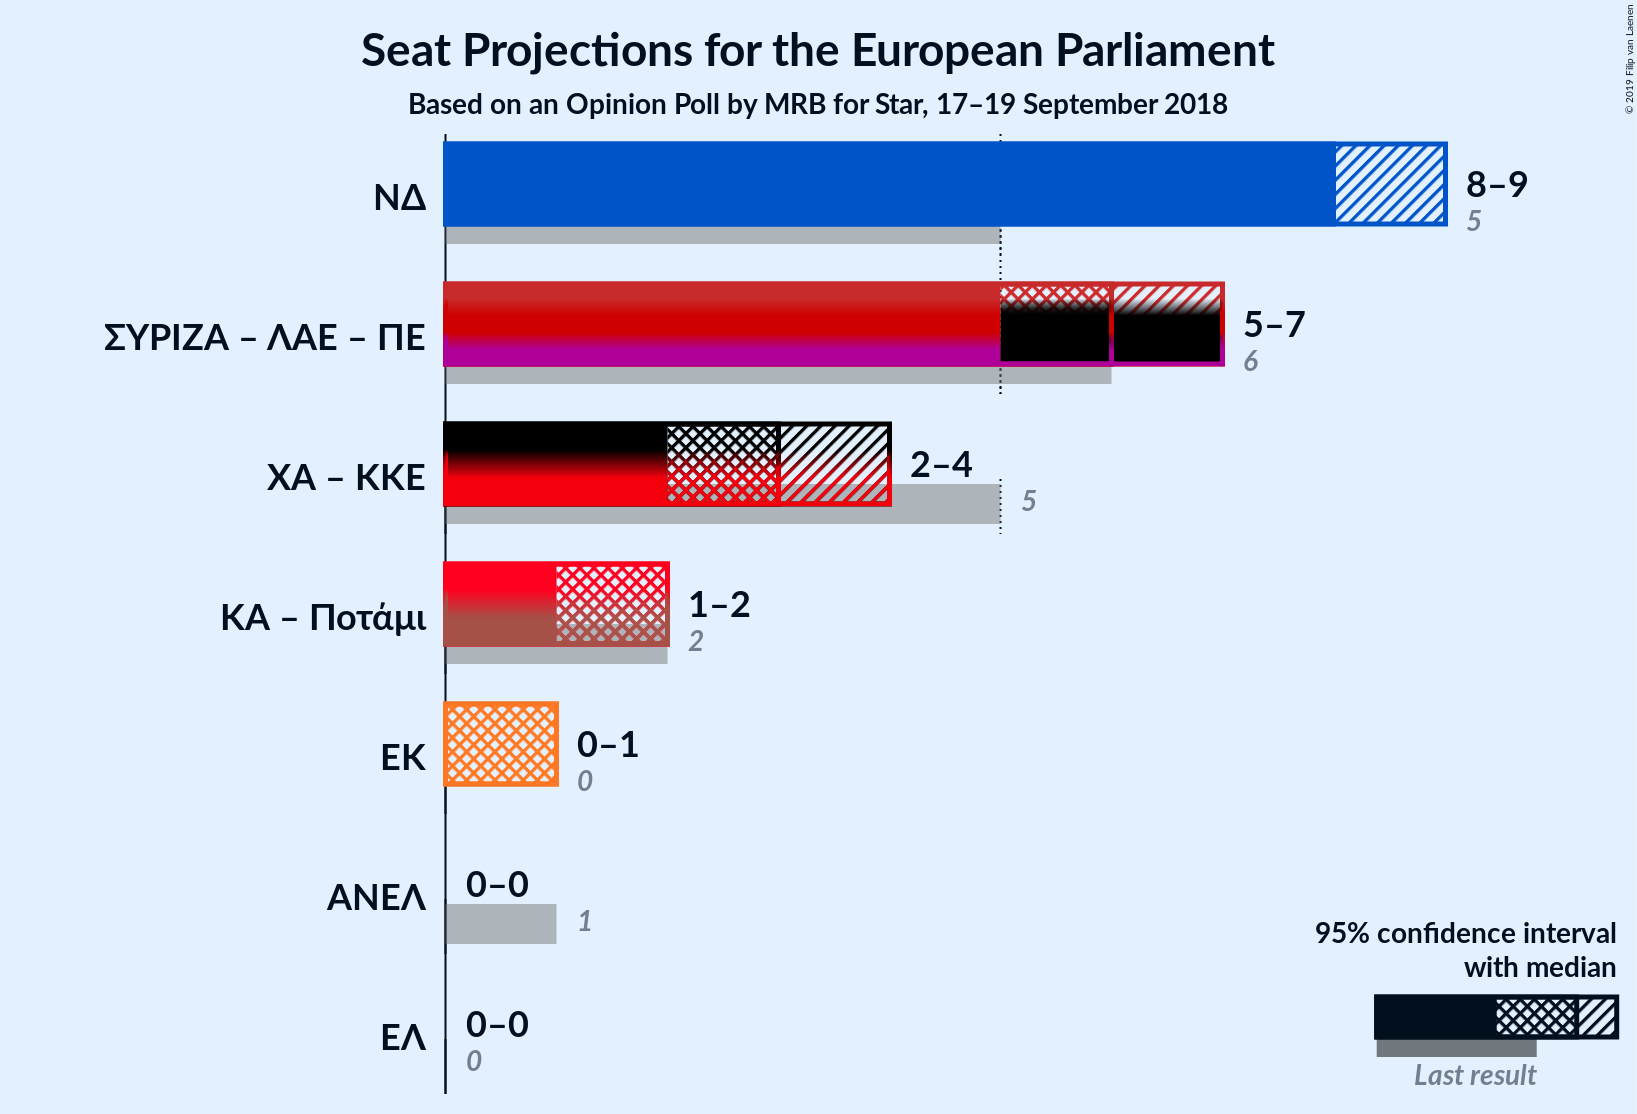 Seat Projections for the European Parliament
Based on an Opinion Poll by MRB for Star, 17–19 September 2018
© 2019 Filip van Laenen
ΝΔ
8–9
5
ΣΥΡΙΖΑ – ΛΑΕ – ΠΕ
5–7
6
ΧΑ – ΚΚΕ
2–4
5
ΚΑ – Ποτάμι
1–2
2
ΕΚ
0–1
0
ΑΝΕΛ
0–0
1
ΕΛ
0–0
0
95% confidence interval
with median
Last result